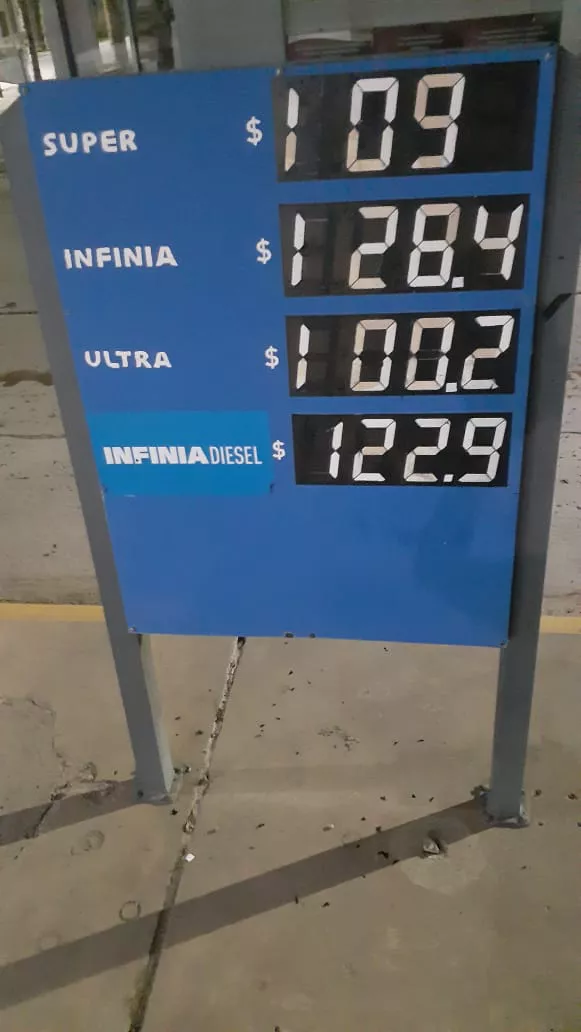 SUPER $ 109
INFINIA $ 128.4
ULTRA $ 100.2
INFINIA DIESEL $ 122.9